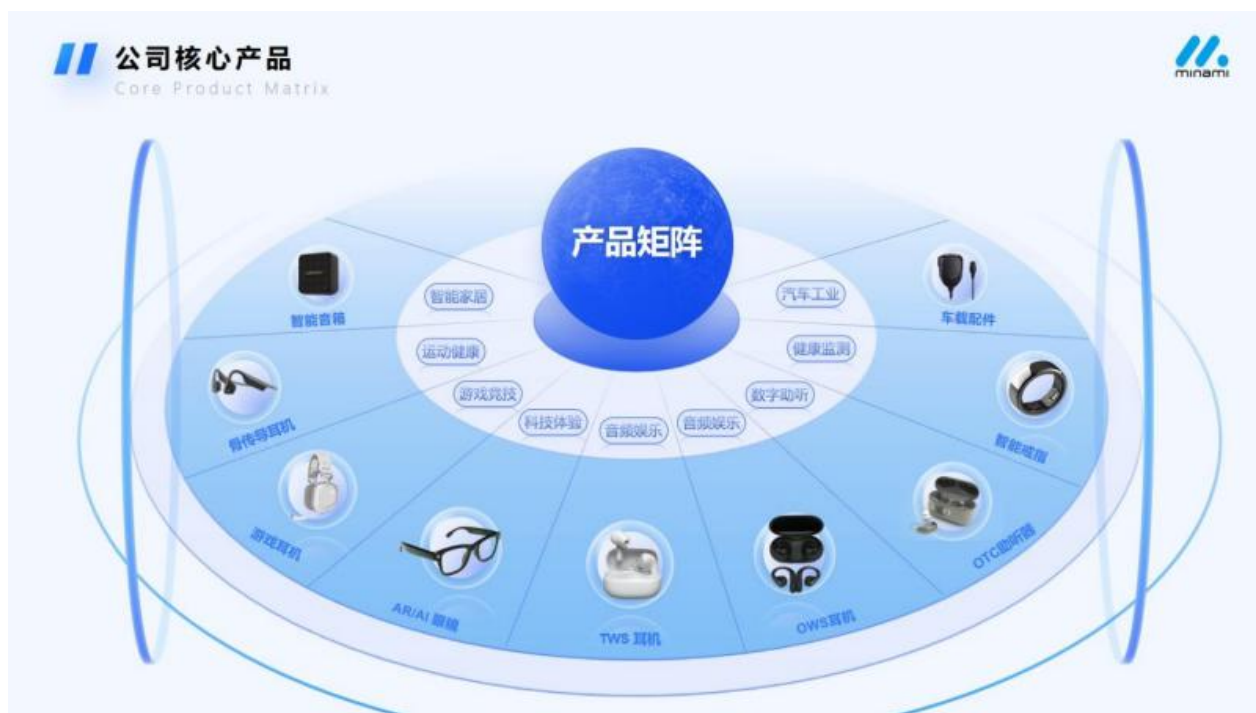 公司核心产品
Core Product Matrix
minami
产品矩阵
智能家居
汽车工业
运动健康
健康监测
游戏竞技
数字助听
科技体验
音频娱乐
音频娱乐
智能音箱
车载配件
骨传导耳机
智能戒指
游戏耳机
OTC助听器
AR/AI 眼镜
TWS 耳机
OWS耳机